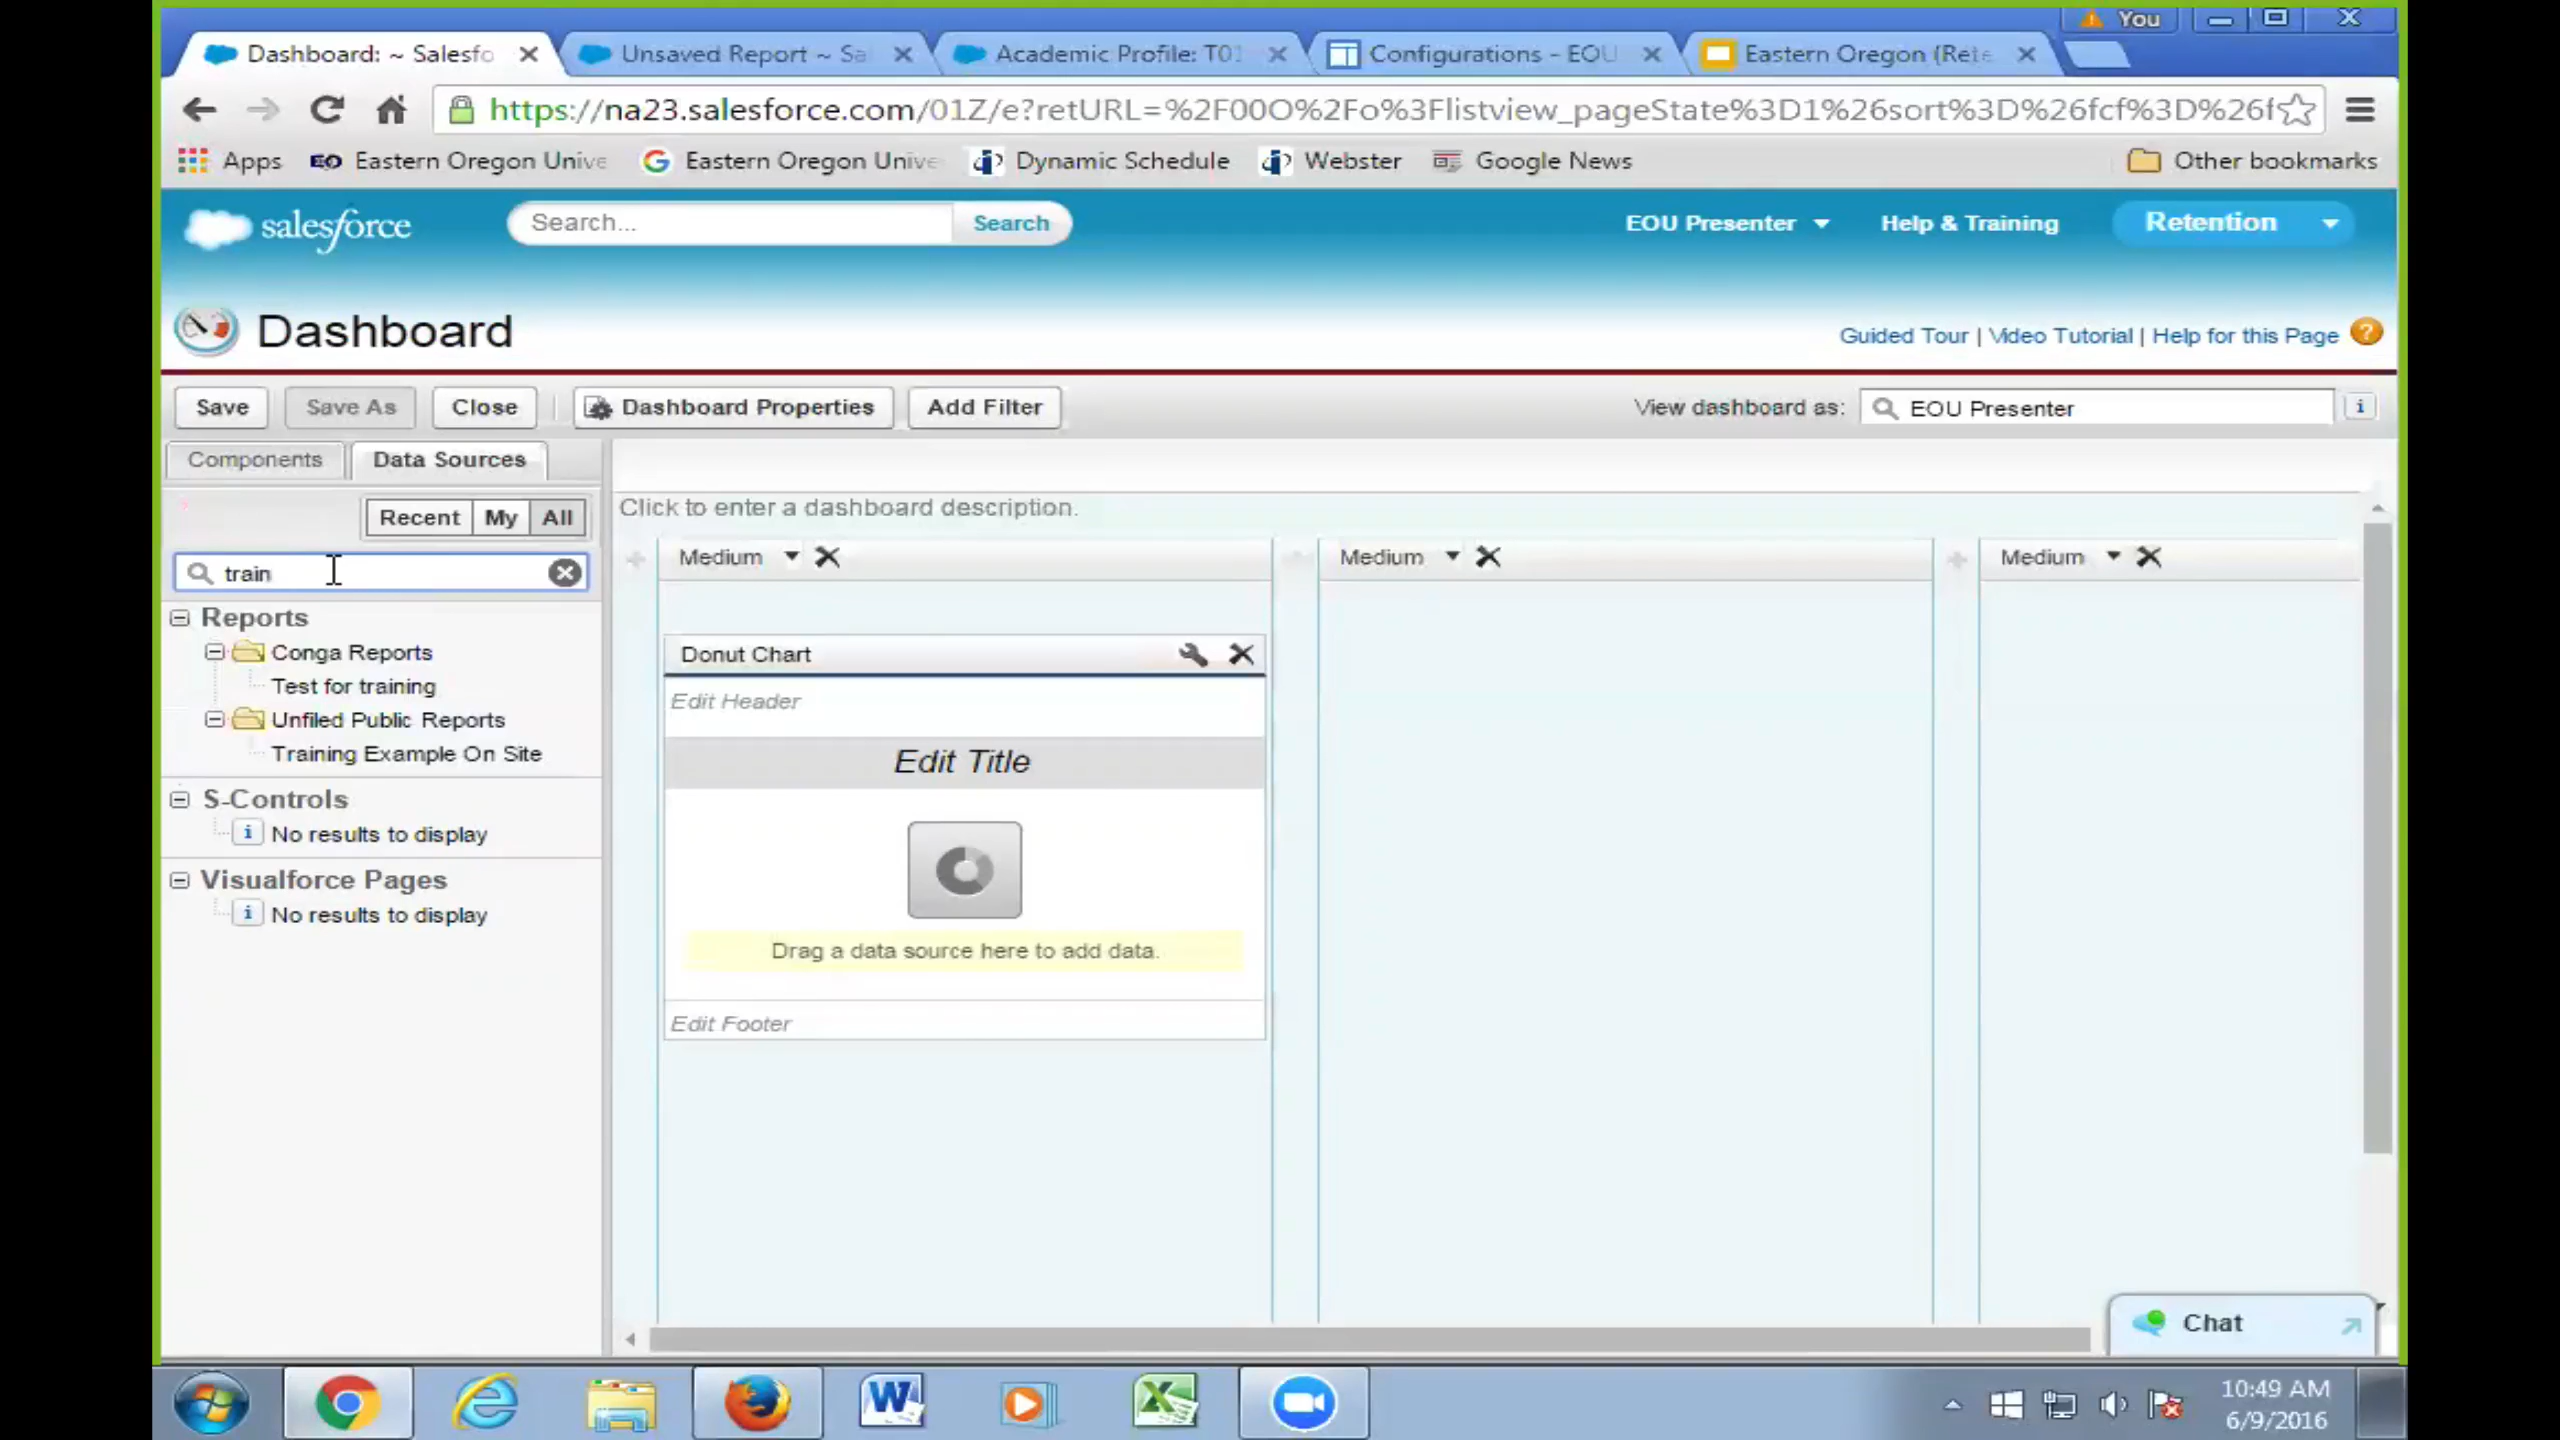 You
Dashboard: ~ Salesfo
Unsaved Report ~ Sa
Academic Profile: T01
Configurations - EOU
Eastern Oregon (Rete
https://na23.salesforce.com/01Z/e?retURL=%2F00O%2Fo%3Flistview_pageState%3D1%26sort%3D%26fcf%3D%26f
Apps
Eastern Oregon Unive
Eastern Oregon Unive
Dynamic Schedule
Webster
Google News
Other bookmarks
salesforce
Search...
Search
EOU Presenter
Help & Training
Retention
Dashboard
Guided Tour | Video Tutorial | Help for this Page
Save
Save As
Close
Dashboard Properties
Add Filter
View dashboard as:
EOU Presenter
Components
Data Sources
Recent
My
All
train
Reports
Conga Reports
Test for training
Unfiled Public Reports
Training Example On Site
S-Controls
No results to display
Visualforce Pages
No results to display
Click to enter a dashboard description.
Medium
Medium
Medium
Donut Chart
Edit Header
Edit Title
Drag a data source here to add data.
Edit Footer
Chat
10:49 AM
6/9/2016